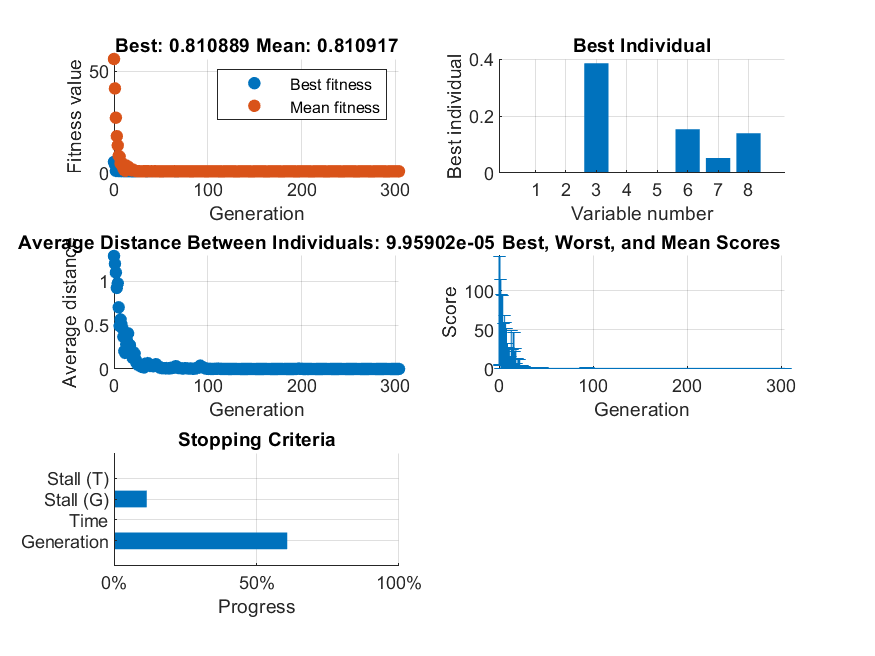 Best: 0.810889 Mean: 0.810917
Fitness value
50
0
Best fitness
Mean fitness
0
100
200
300
Generation
Best Individual
Best individual
0.4
0.2
0
1 2 3 4 5 6 7 8
Variable number
Average Distance Between Individuals: 9.95902e-05
Average distance
1
0.5
0
0
100
200
300
Generation
Best, Worst, and Mean Scores
Score
100
50
0
0
100
200
300
Generation
Stopping Criteria
Stall (T)
Stall (G)
Time
Generation
0%
50%
100%
Progress